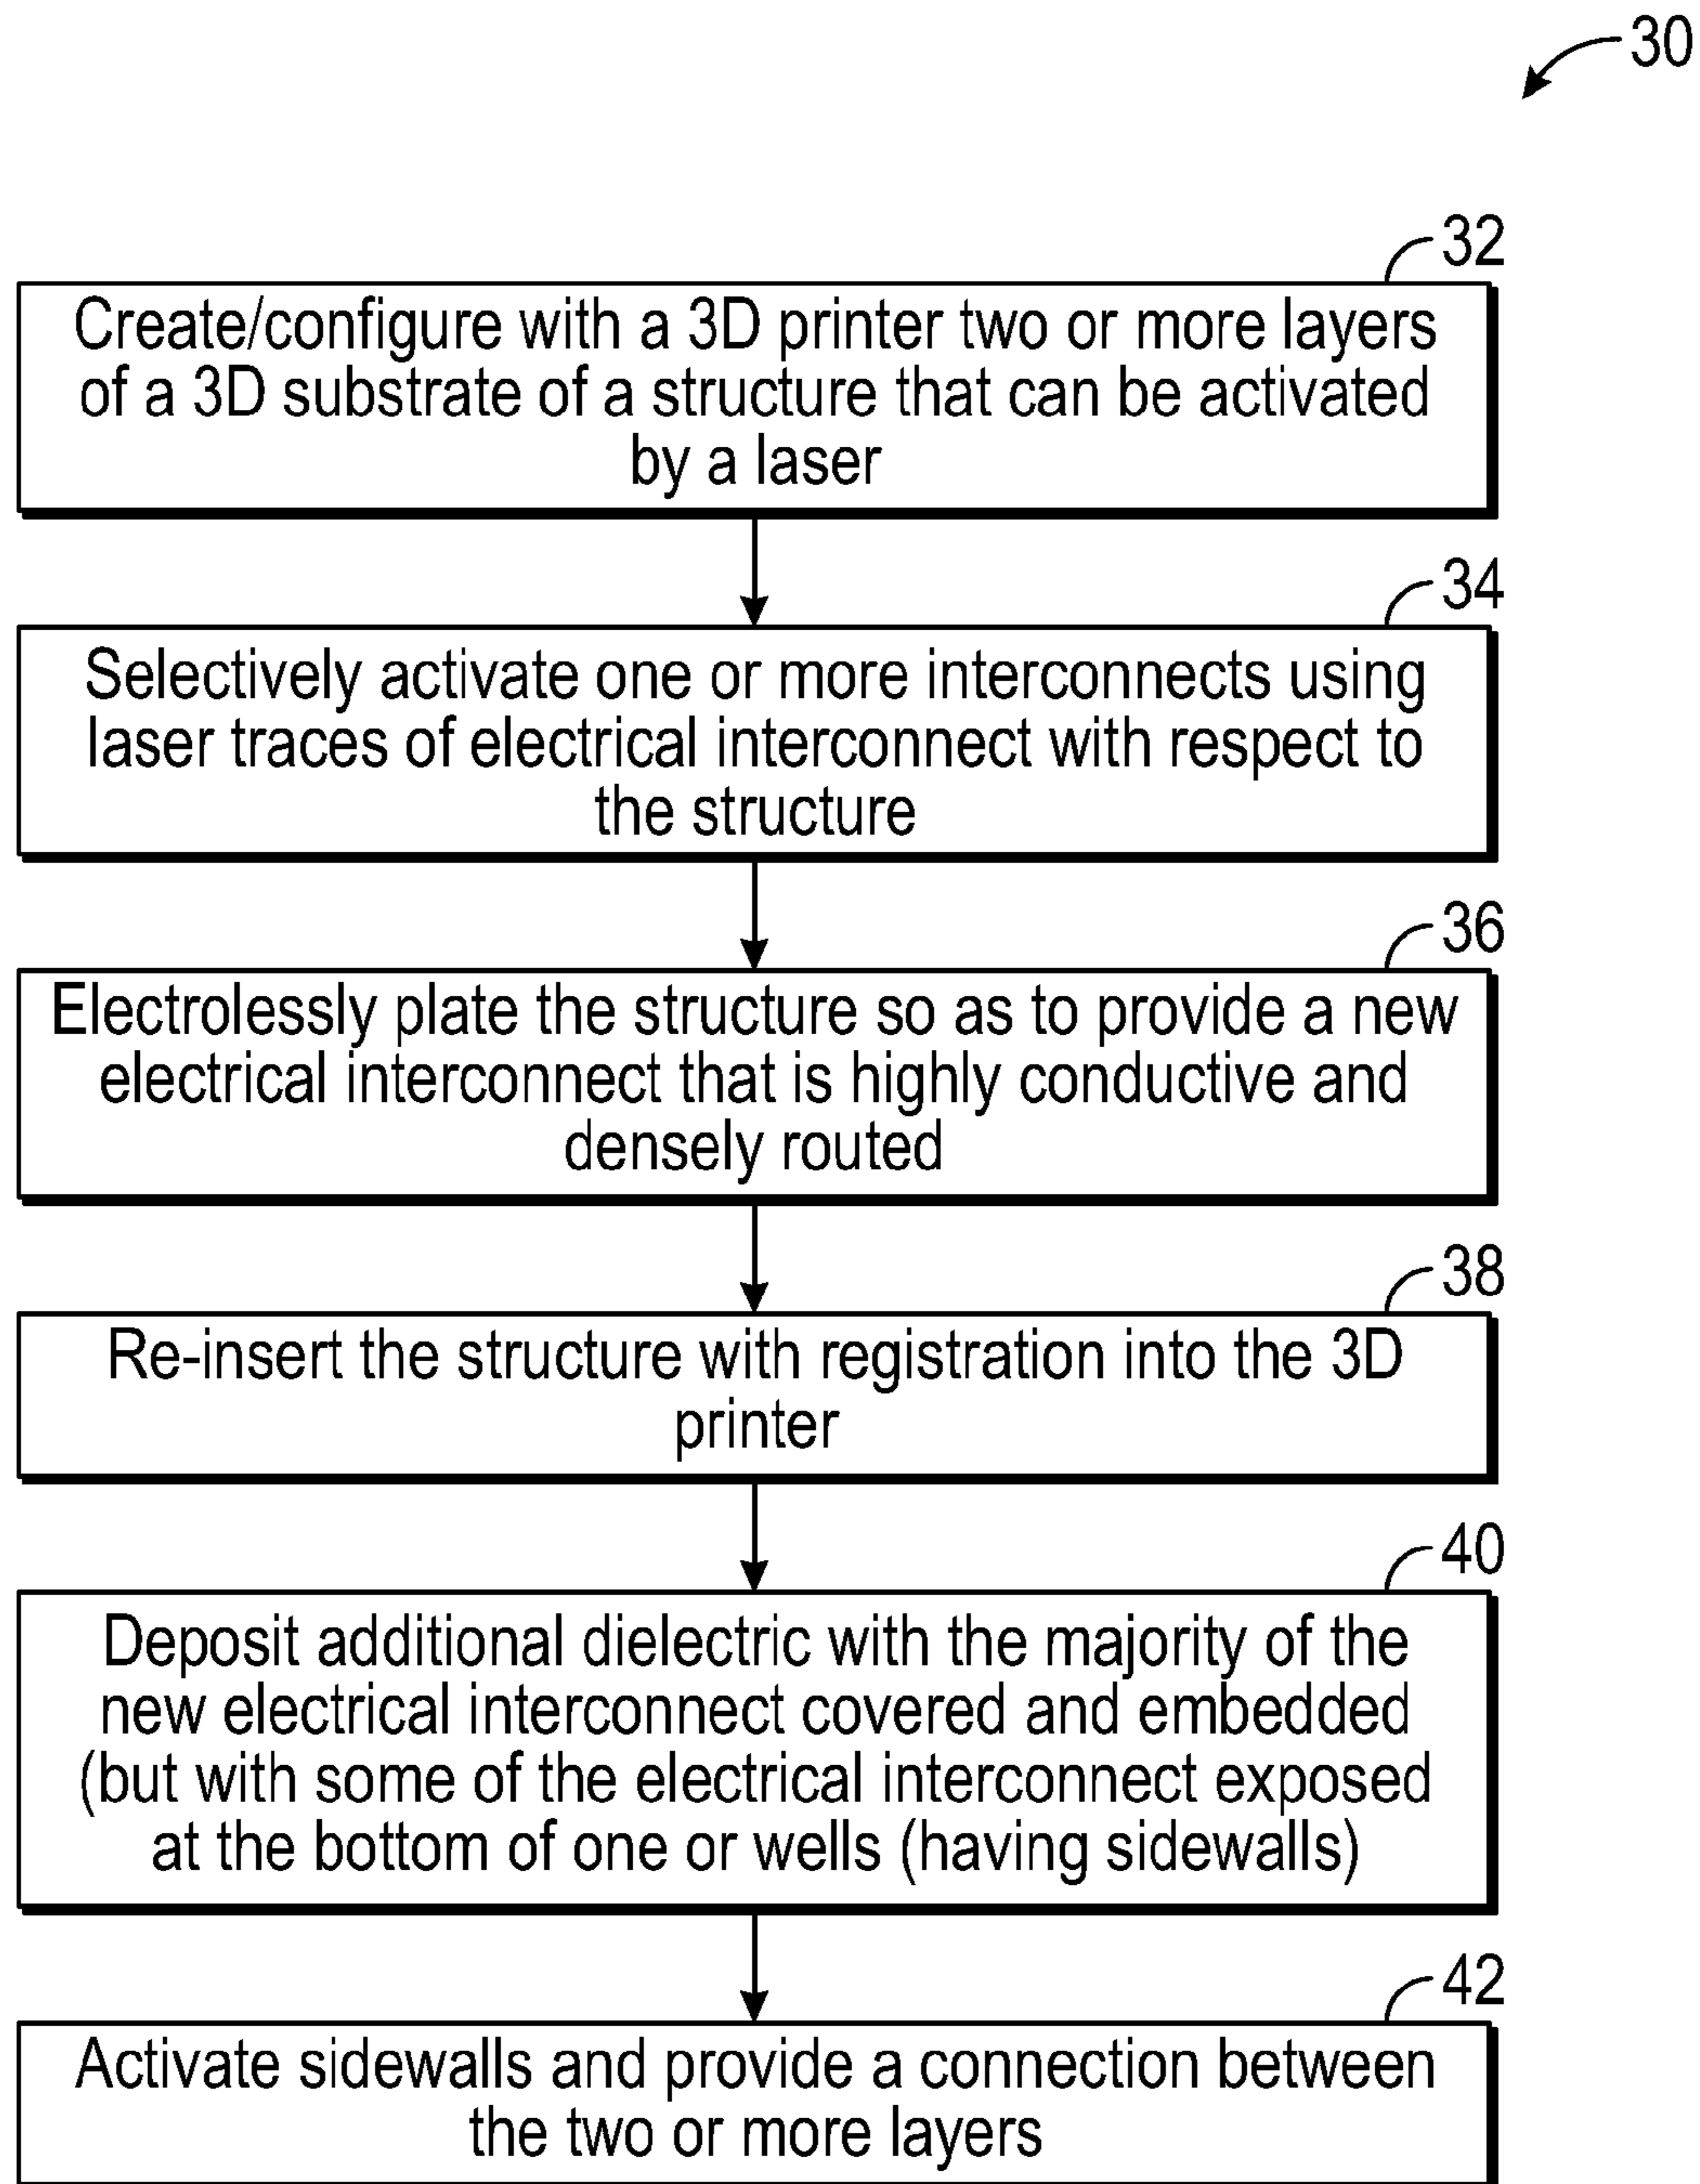 30
32
Create/configure with a 3D printer two or more layers
of a 3D substrate of a structure that can be activated
by a laser
34
Selectively activate one or more interconnects using
laser traces of electrical interconnect with respect to
the structure
36
Electrolessly plate the structure so as to provide a new
electrical interconnect that is highly conductive and
densely routed
38
Re-insert the structure with registration into the 3D
printer
40
Deposit additional dielectric with the majority of the
new electrical interconnect covered and embedded
(but with some of the electrical interconnect exposed
at the bottom of one or wells (having sidewalls)
42
Activate sidewalls and provide a connection between
the two or more layers